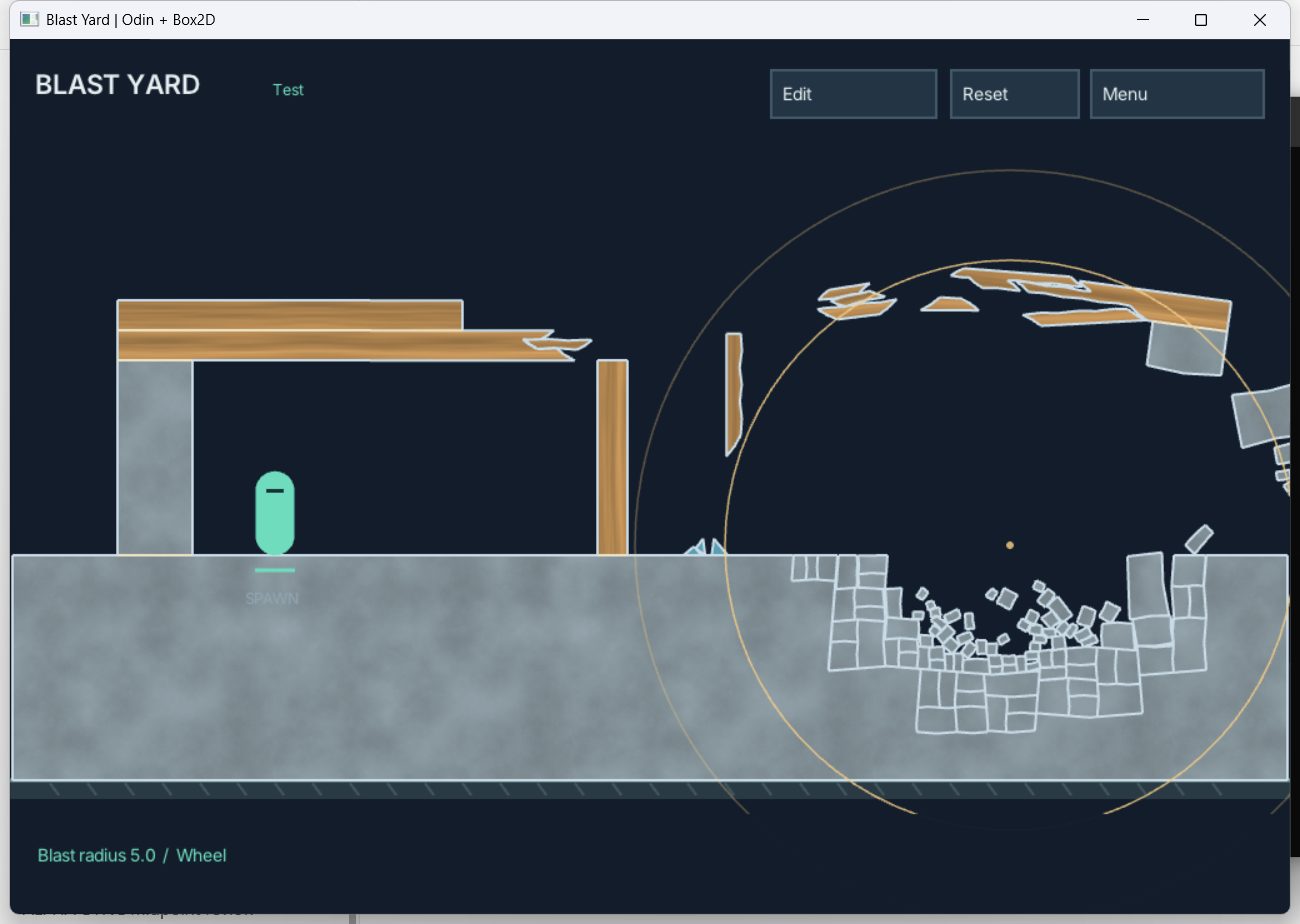 Blast Yard | Odin + Box2D
BLAST YARD
Test
Edit
Reset
Menu
SPAWN
Blast radius 5.0 / Wheel